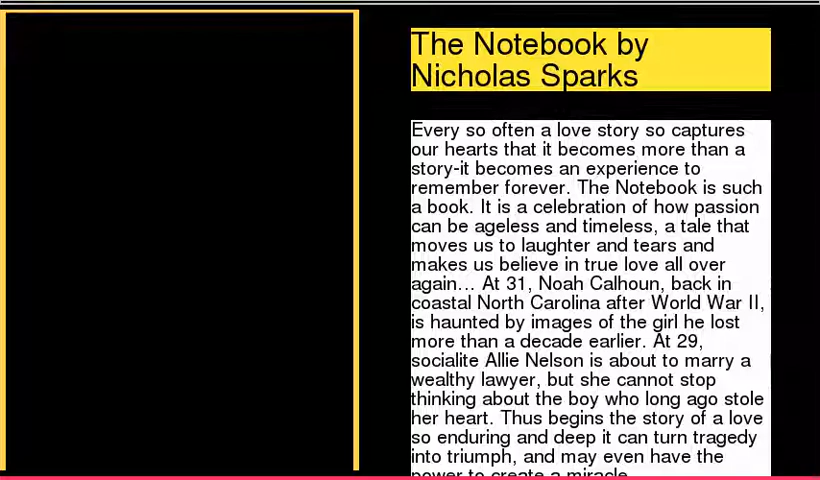 The Notebook by
Nicholas Sparks
Every so often a love story so captures
our hearts that it becomes more than a
story-it becomes an experience to
remember forever. The Notebook is such
a book. It is a celebration of how passion
can be ageless and timeless, a tale that
moves us to laughter and tears and
makes us believe in true love all over
again... At 31, Noah Calhoun, back in
coastal North Carolina after World War II,
is haunted by images of the girl he lost
more than a decade earlier. At 29,
socialite Allie Nelson is about to marry a
wealthy lawyer, but she cannot stop
thinking about the boy who long ago stole
her heart. Thus begins the story of a love
so enduring and deep it can turn tragedy
into triumph, and may even have the
power to create a miracle